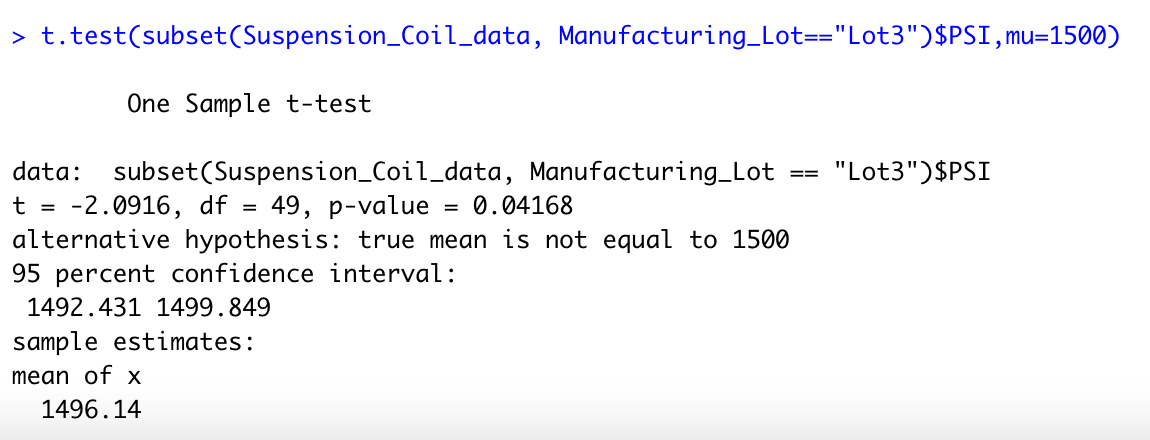 > t.test(subset(Suspension_Coil_data, Manufacturing_Lot=="Lot3")$PSI,mu=1500)
One Sample t-test
data:  subset(Suspension_Coil_data, Manufacturing_Lot == "Lot3")$PSI
t = -2.0916, df = 49, p-value = 0.04168
alternative hypothesis: true mean is not equal to 1500
95 percent confidence interval:
1492.431 1499.849
sample estimates:
mean of x
1496.14